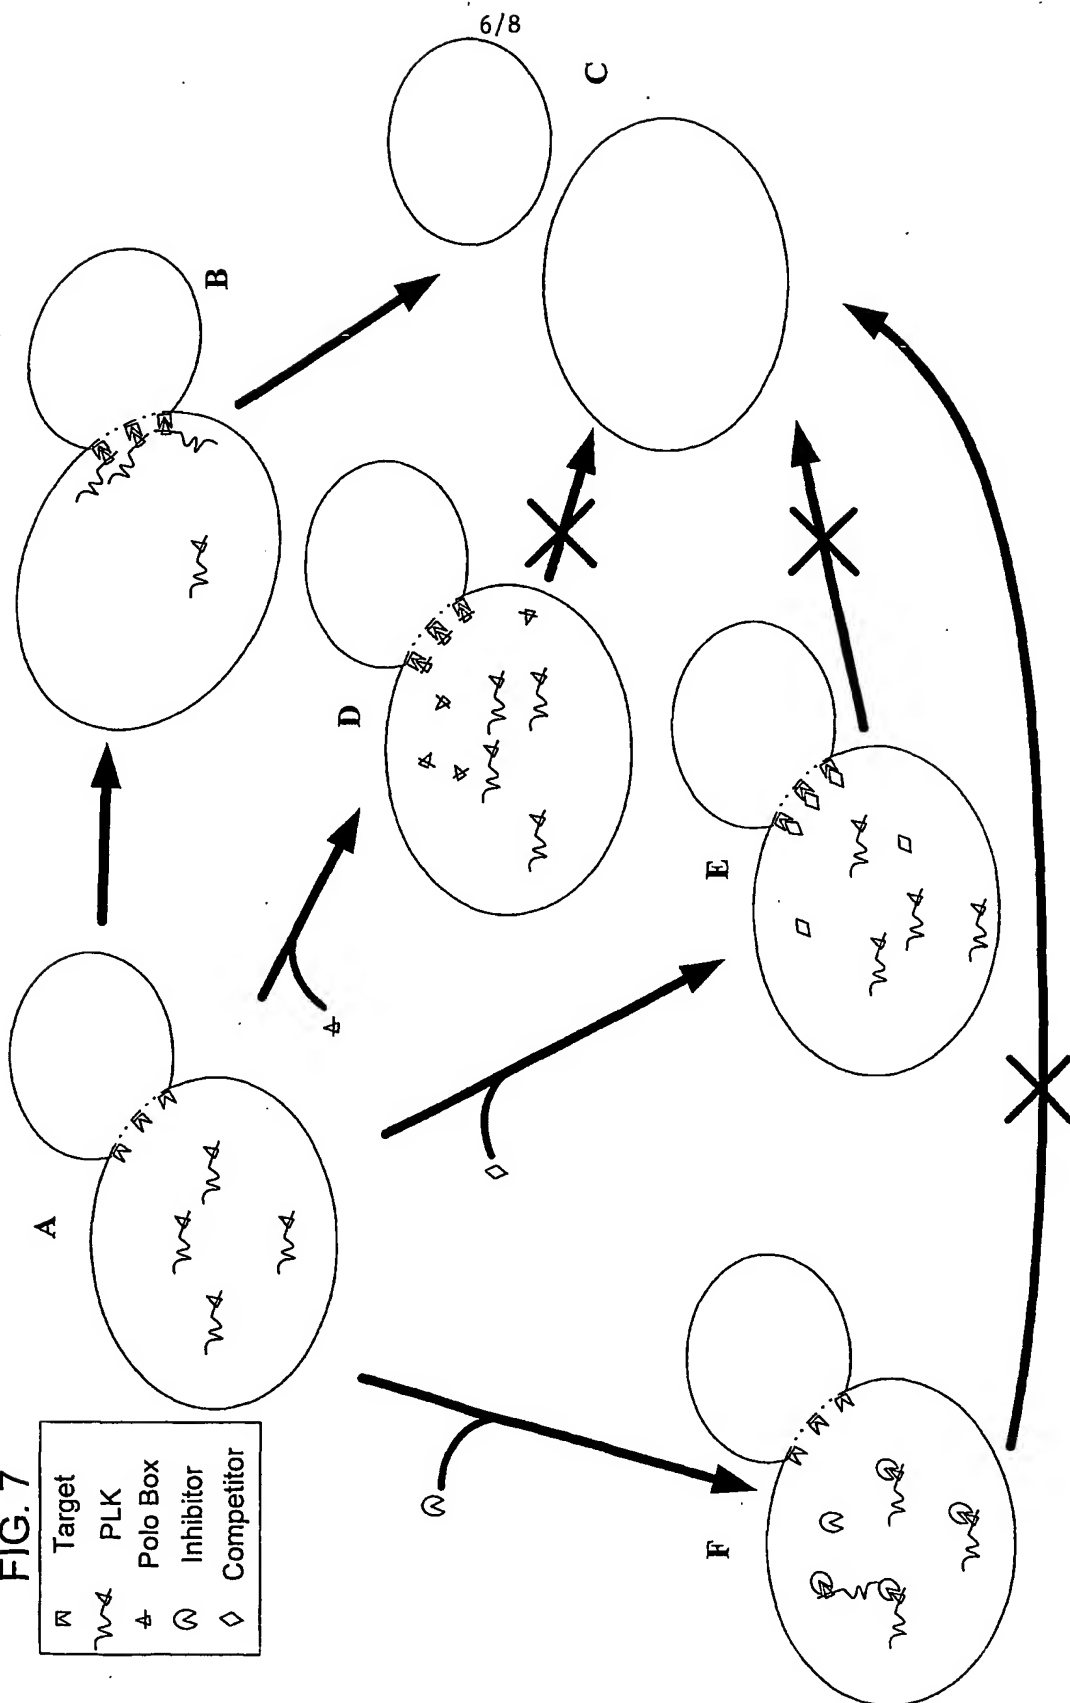 6/8
FIG. 7
Target
PLK
Polo Box
Inhibitor
Competitor
A
B
C
D
E
F